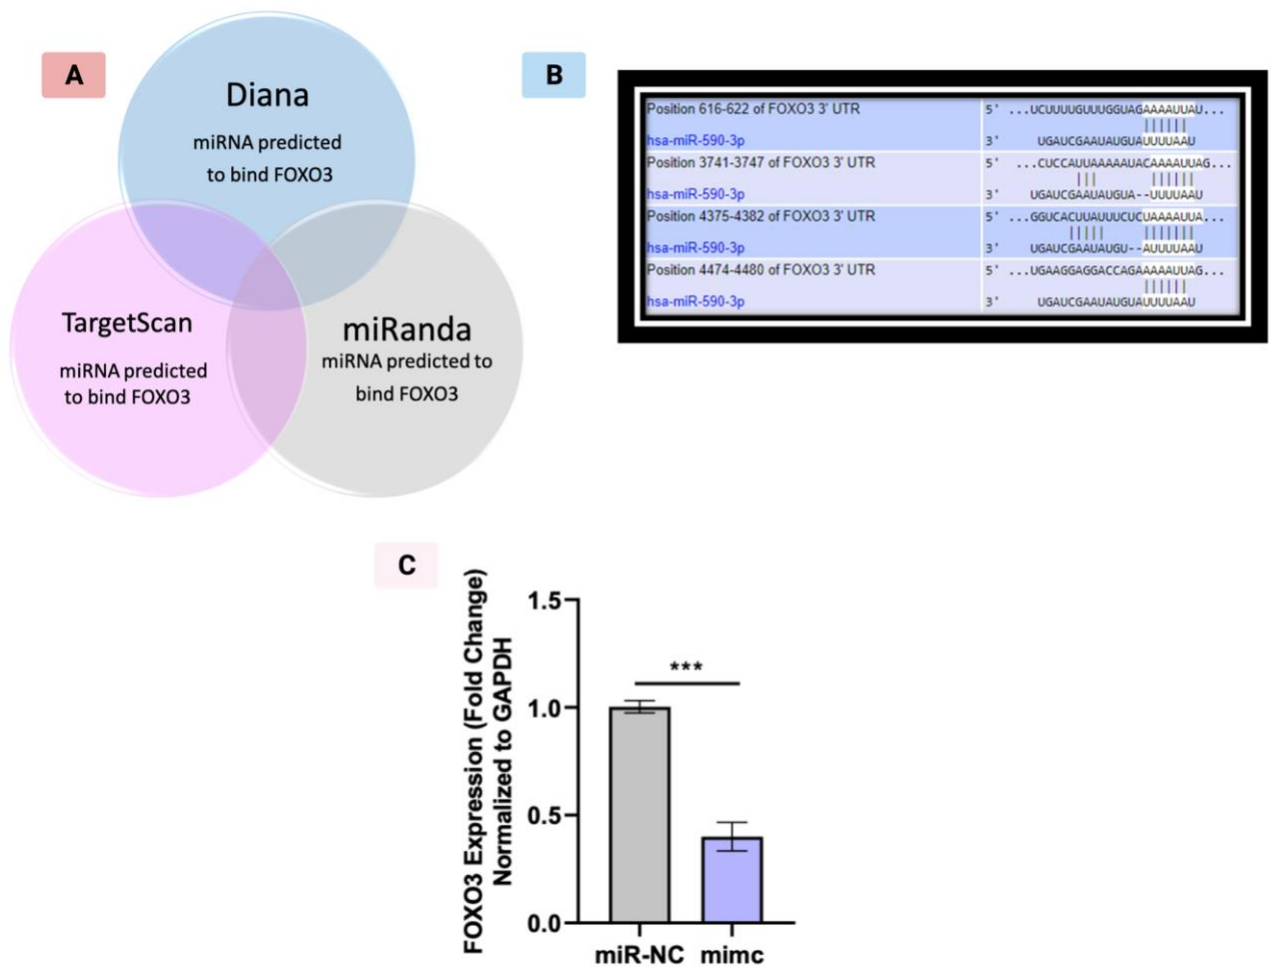 A
Diana
miRNA predicted
to bind FOXO3
TargetScan
miRNA predicted
to bind FOXO3
miRanda
miRNA predicted to
bind FOXO3
B
Position 616-622 of FOXO3 3' UTR 5' ...UCUUUUGUUUGGUAGAAAAUUAU...
hsa-miR-590-3p 3' UGAUCGAAUAUGUAUUUUAAU
Position 3741-3747 of FOXO3 3' UTR 5' ...CUCCAUUAAAAAUACAAAAUUAG...
hsa-miR-590-3p 3' UGAUCGAAUAUGUA--UUUUAAU
Position 4375-4382 of FOXO3 3' UTR 5' ...GGUCACUUAUUUCUCUAAAAUUA...
hsa-miR-590-3p 3' UGAUCGAAUAUGU--AUUUUAAU
Position 4474-4480 of FOXO3 3' UTR 5' ...UGAAGGAGGACCAGAAAAAUUAG...
hsa-miR-590-3p 3' UGAUCGAAUAUGUAUUUUAAU
C
FOXO3 Expression (Fold Change)
Normalized to GAPDH
1.5
1.0
0.5
0.0
***
miR-NC mimc